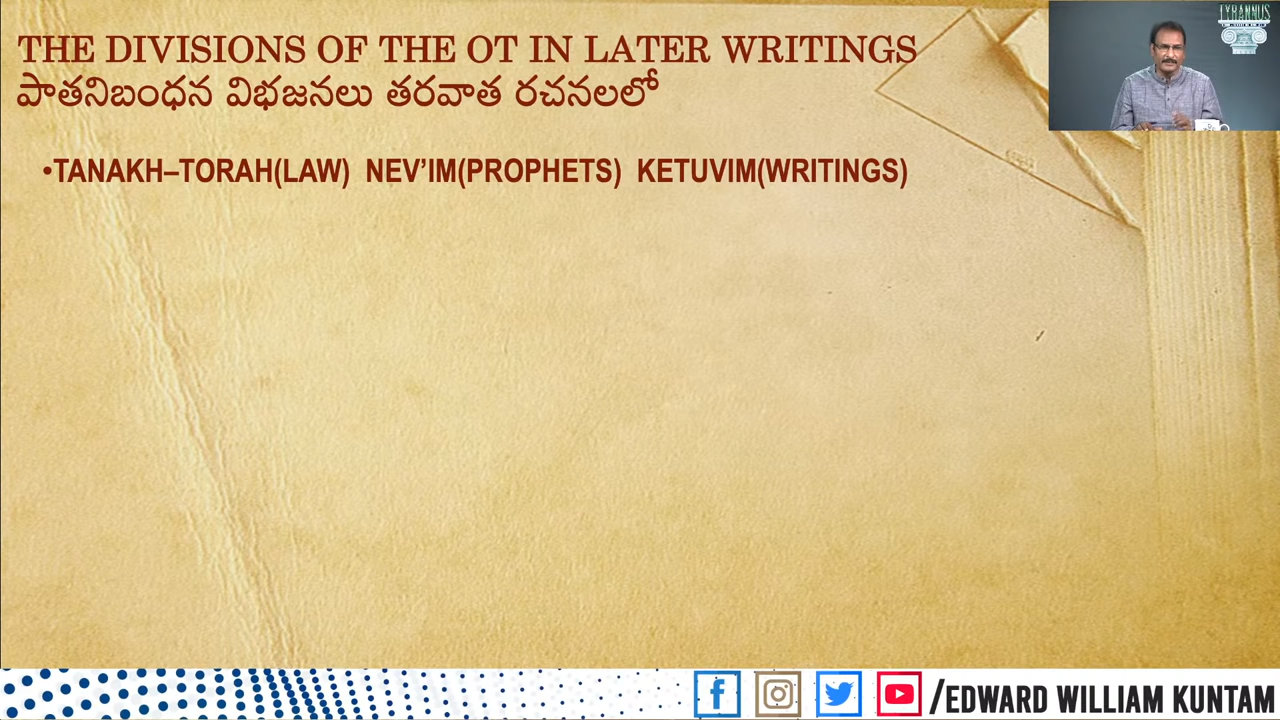 THE DIVISIONS OF THE OT IN LATER WRITINGS
పాతనిబంధన విభజనలు తరవాత రచనలలో
•TANAKH–TORAH(LAW) NEV’IM(PROPHETS) KETUVIM(WRITINGS)
TYRANNUS
/EDWARD WILLIAM KUNTAM